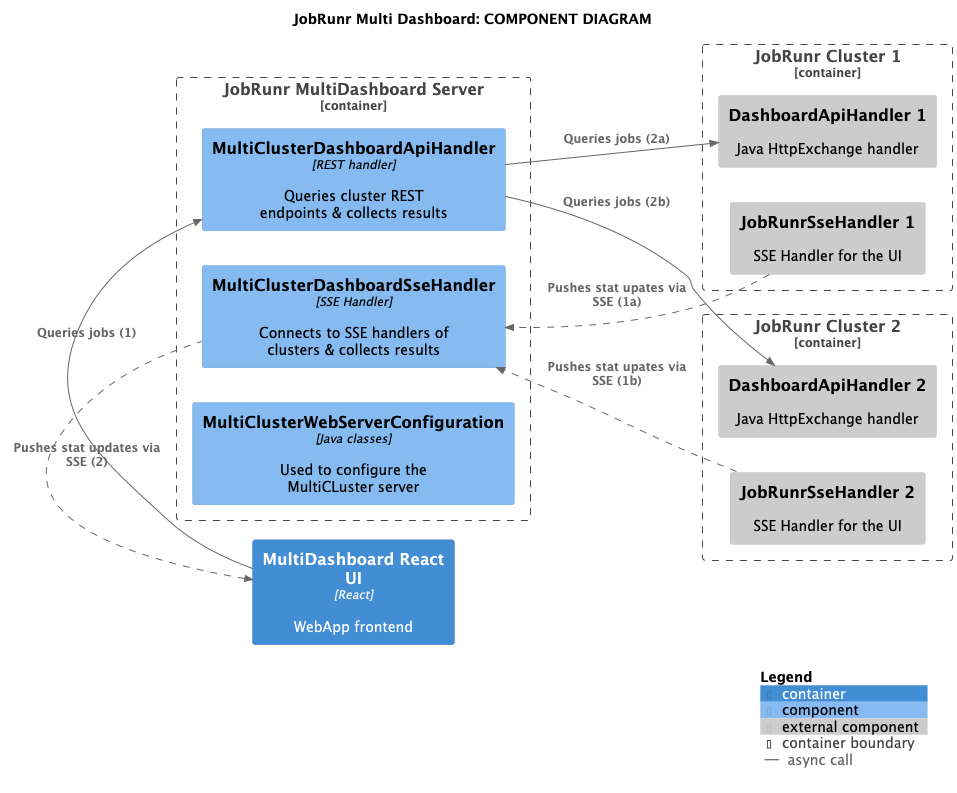 JobRunr Multi Dashboard: COMPONENT DIAGRAM
JobRunr MultiDashboard Server
[container]
MultiClusterDashboardApiHandler
[REST handler]
Queries cluster REST
endpoints & collects results
MultiClusterDashboardSseHandler
[SSE Handler]
Connects to SSE handlers of
clusters & collects results
MultiClusterWebServerConfiguration
[Java classes]
Used to configure the
MultiCLuster server
MultiDashboard React
UI
[React]
WebApp frontend
Queries jobs (1)
Pushes stat updates via
SSE (2)
Queries jobs (2a)
Queries jobs (2b)
Pushes stat upates via
SSE (1a)
Pushes stat upates via
SSE (1b)
JobRunr Cluster 1
[container]
DashboardApiHandler 1
Java HttpExchange handler
JobRunrSseHandler 1
SSE Handler for the UI
JobRunr Cluster 2
[container]
DashboardApiHandler 2
Java HttpExchange handler
JobRunrSseHandler 2
SSE Handler for the UI
Legend
container
component
external component
container boundary
async call